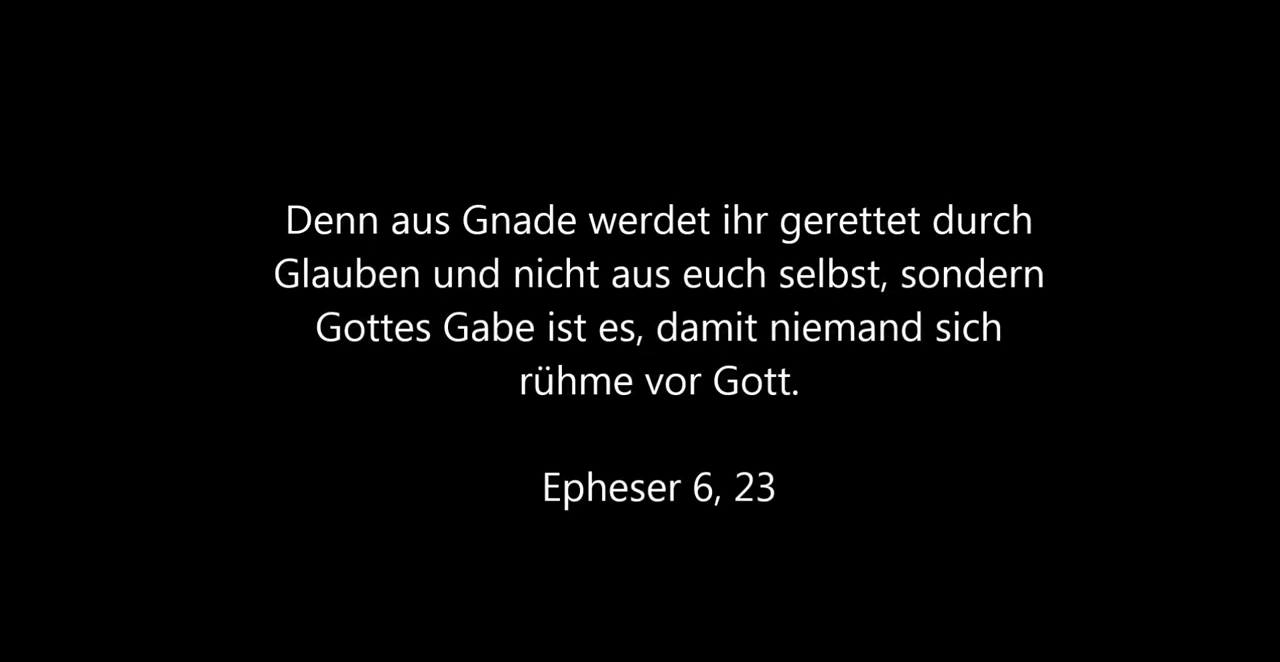 Denn aus Gnade werdet ihr gerettet durch
Glauben und nicht aus euch selbst, sondern
Gottes Gabe ist es, damit niemand sich
rühme vor Gott.
Epheser 6, 23